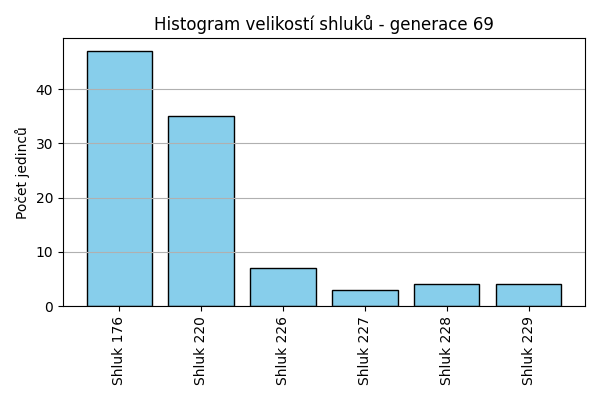 Histogram velikostí shluků - generace 69
Počet jedinců
40
30
20
10
0
Shluk 176
Shluk 220
Shluk 226
Shluk 227
Shluk 228
Shluk 229